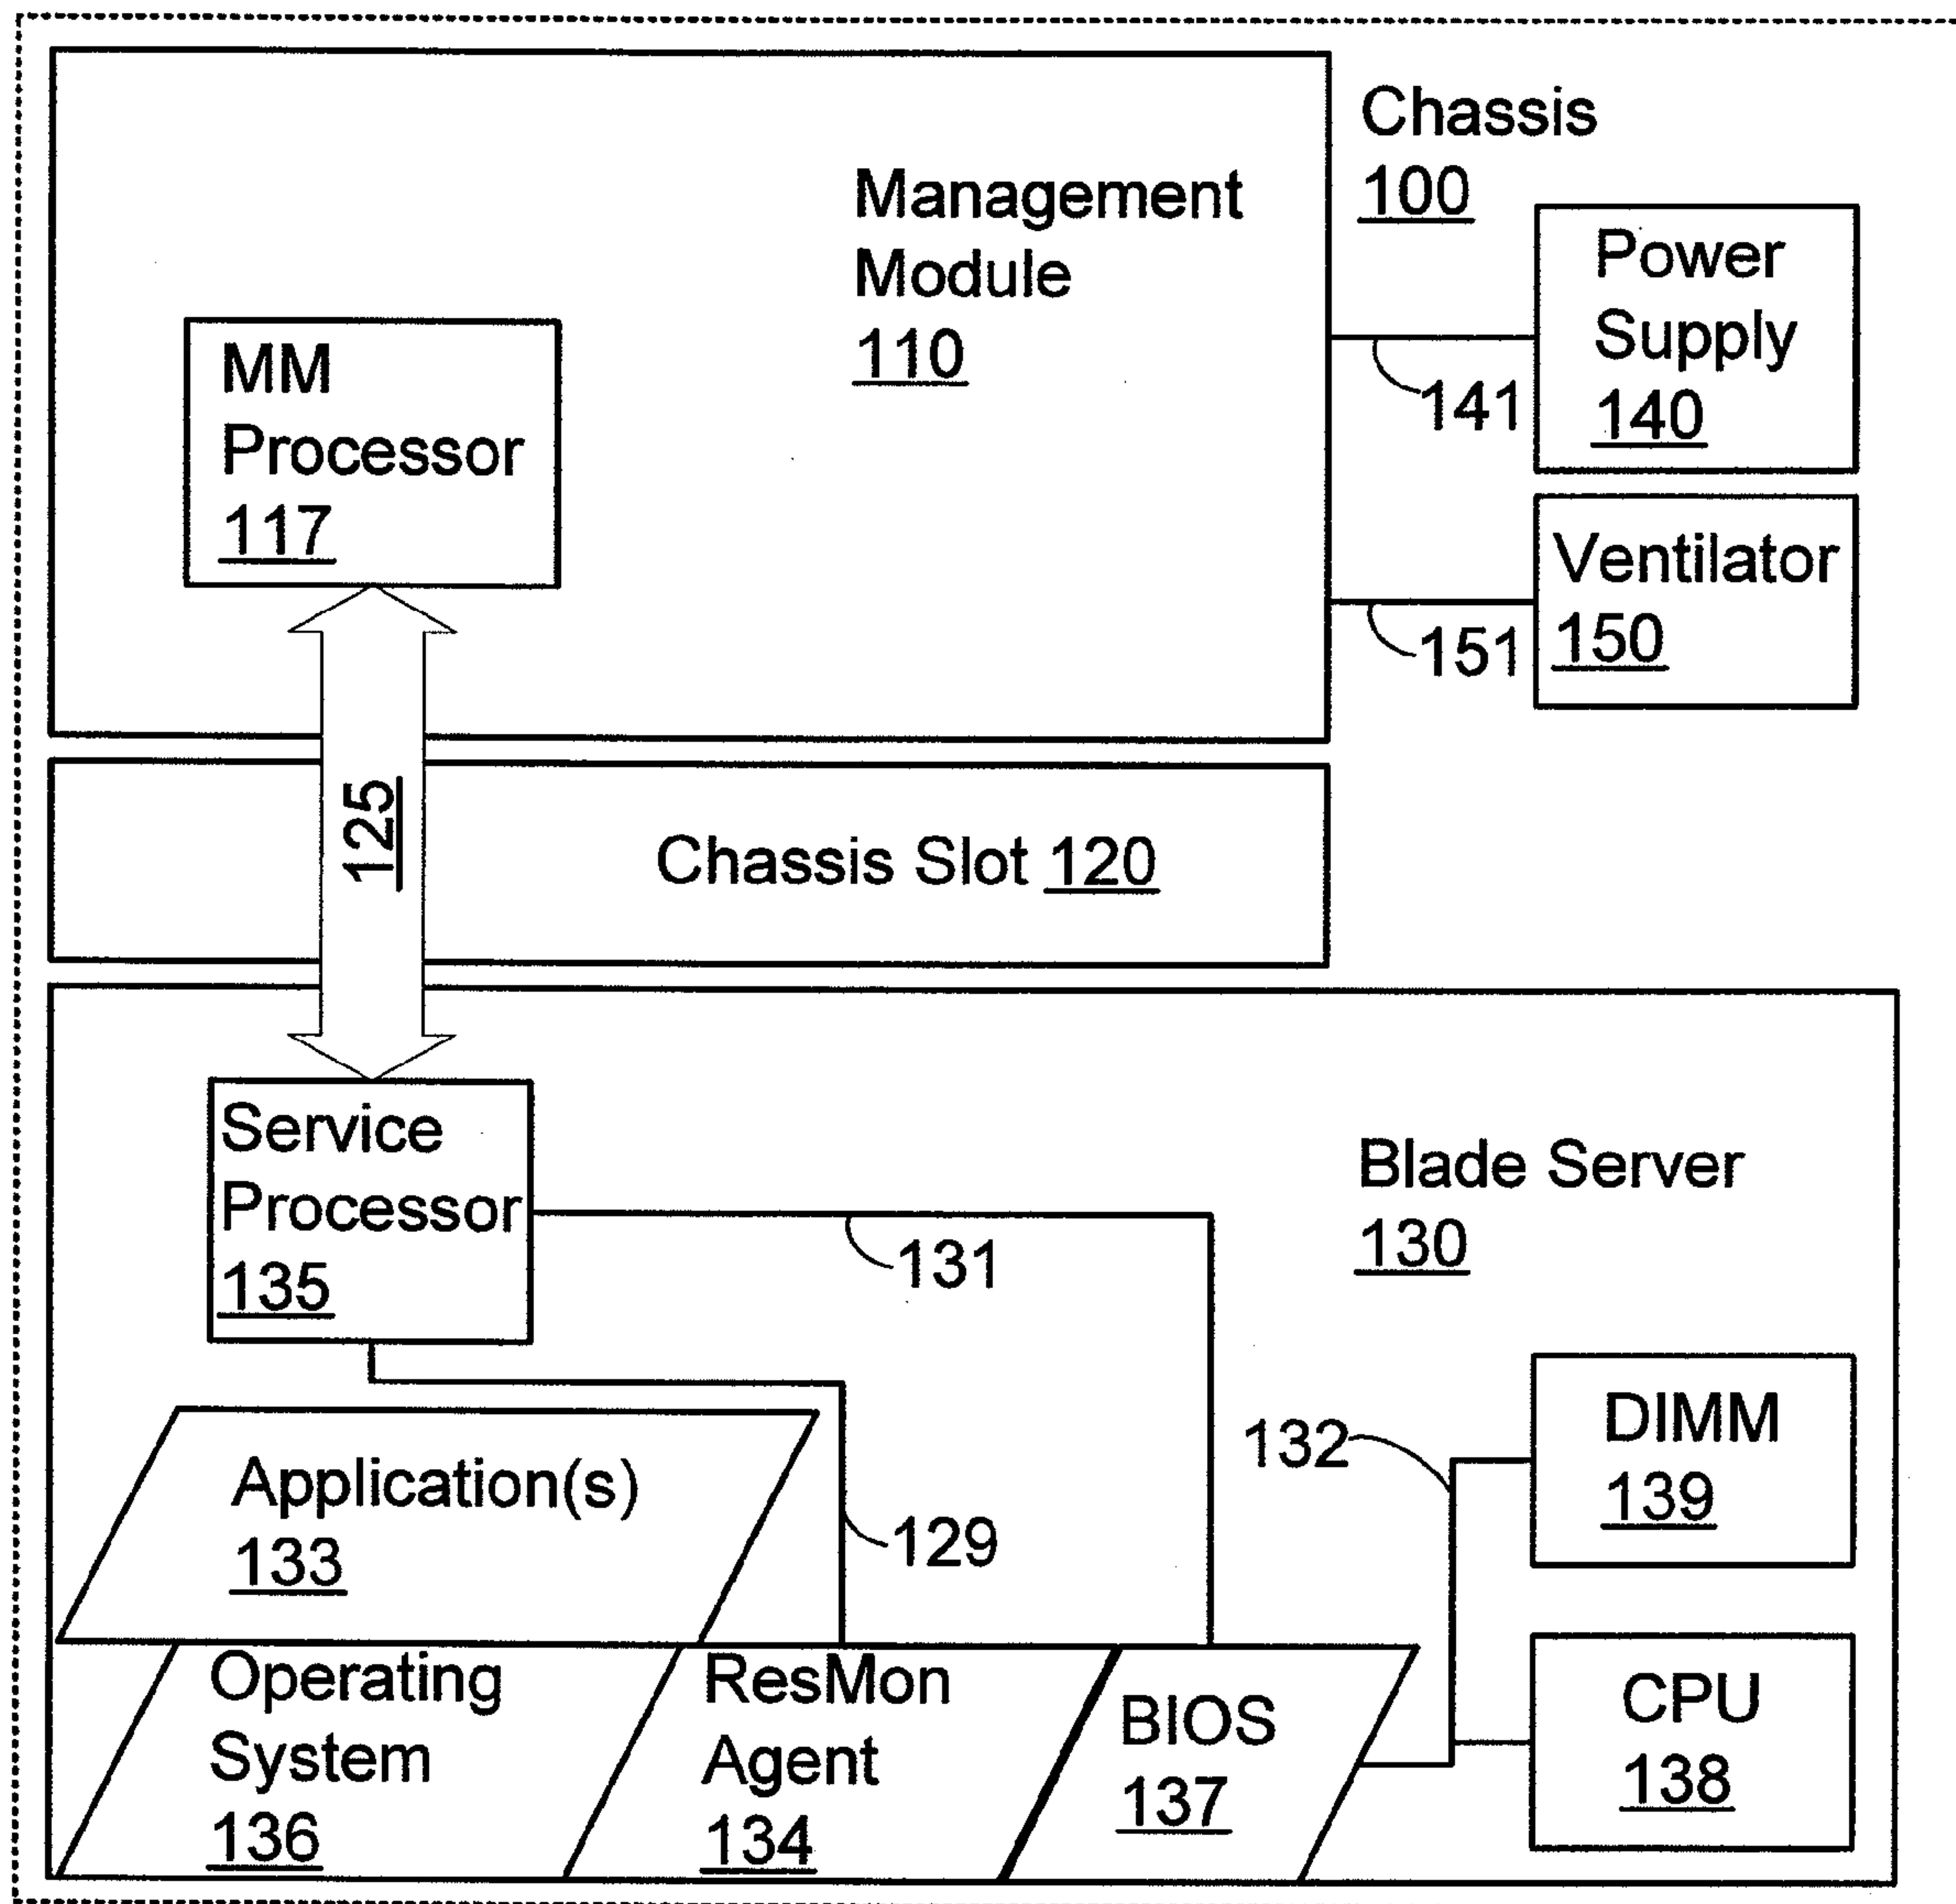 Chassis
100
Management
Module
110
MM
Processor
117
Power
Supply
140
141
Ventilator
150
151
125
Chassis Slot 120
Service
Processor
135
Blade Server
130
131
DIMM
139
132
Application(s)
133
129
Operating
System
136
ResMon
Agent
134
BIOS
137
CPU
138